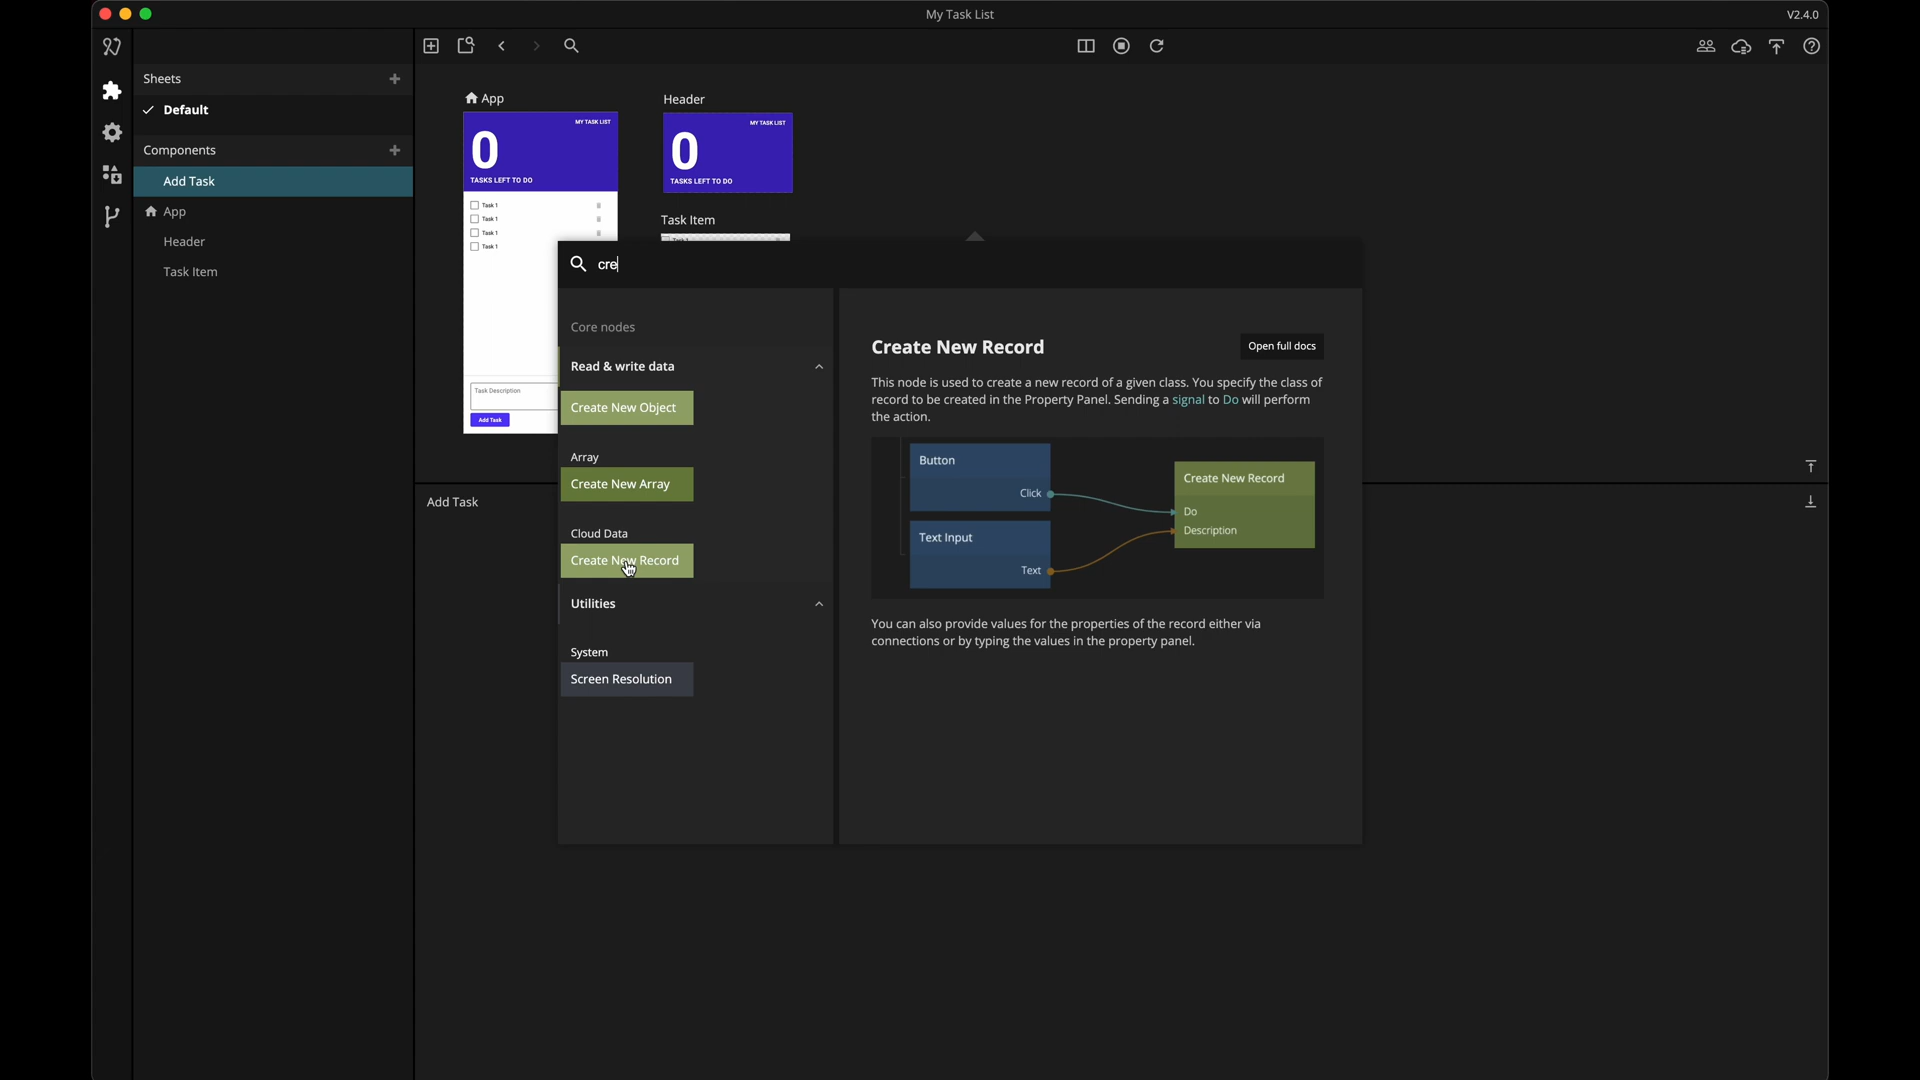 My Task List
V2.4.0
Sheets
Default
Components
Add Task
App
Header
Task Item
App
MY TASK LIST
0
TASKS LEFT TO DO
Task 1
Task 1
Task 1
Task 1
Task Description
Add Task
Header
MY TASK LIST
0
TASKS LEFT TO DO
Task Item
cre
Core nodes
Read & write data
Create New Object
Array
Create New Array
Cloud Data
Create New Record
Utilities
System
Screen Resolution
Create New Record
Open full docs
This node is used to create a new record of a given class. You specify the class of
record to be created in the Property Panel. Sending a signal to Do will perform
the action.
Button
Click
Text Input
Text
Create New Record
Do
Description
You can also provide values for the properties of the record either via
connections or by typing the values in the property panel.
Add Task